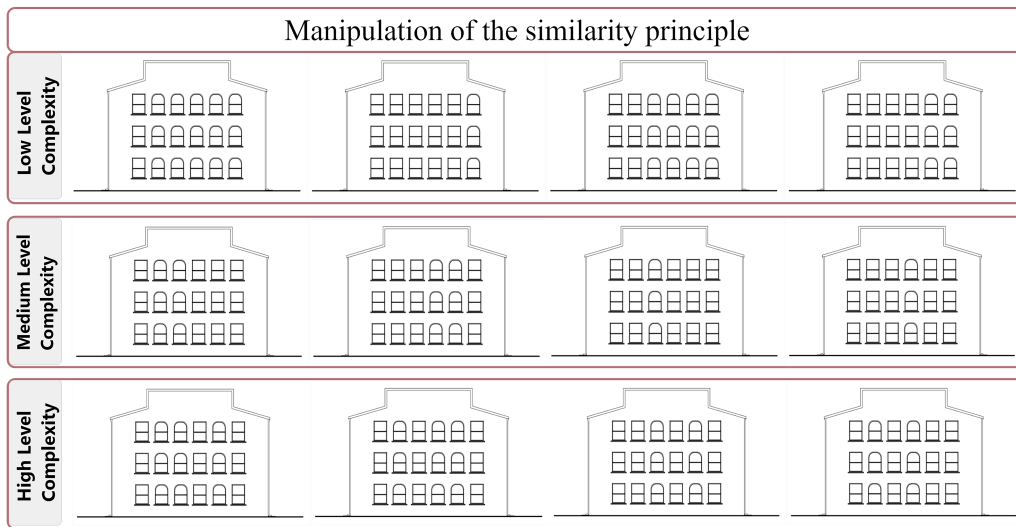 Manipulation of the similarity principle
Low Level
Complexity
Medium Level
Complexity
High Level
Complexity